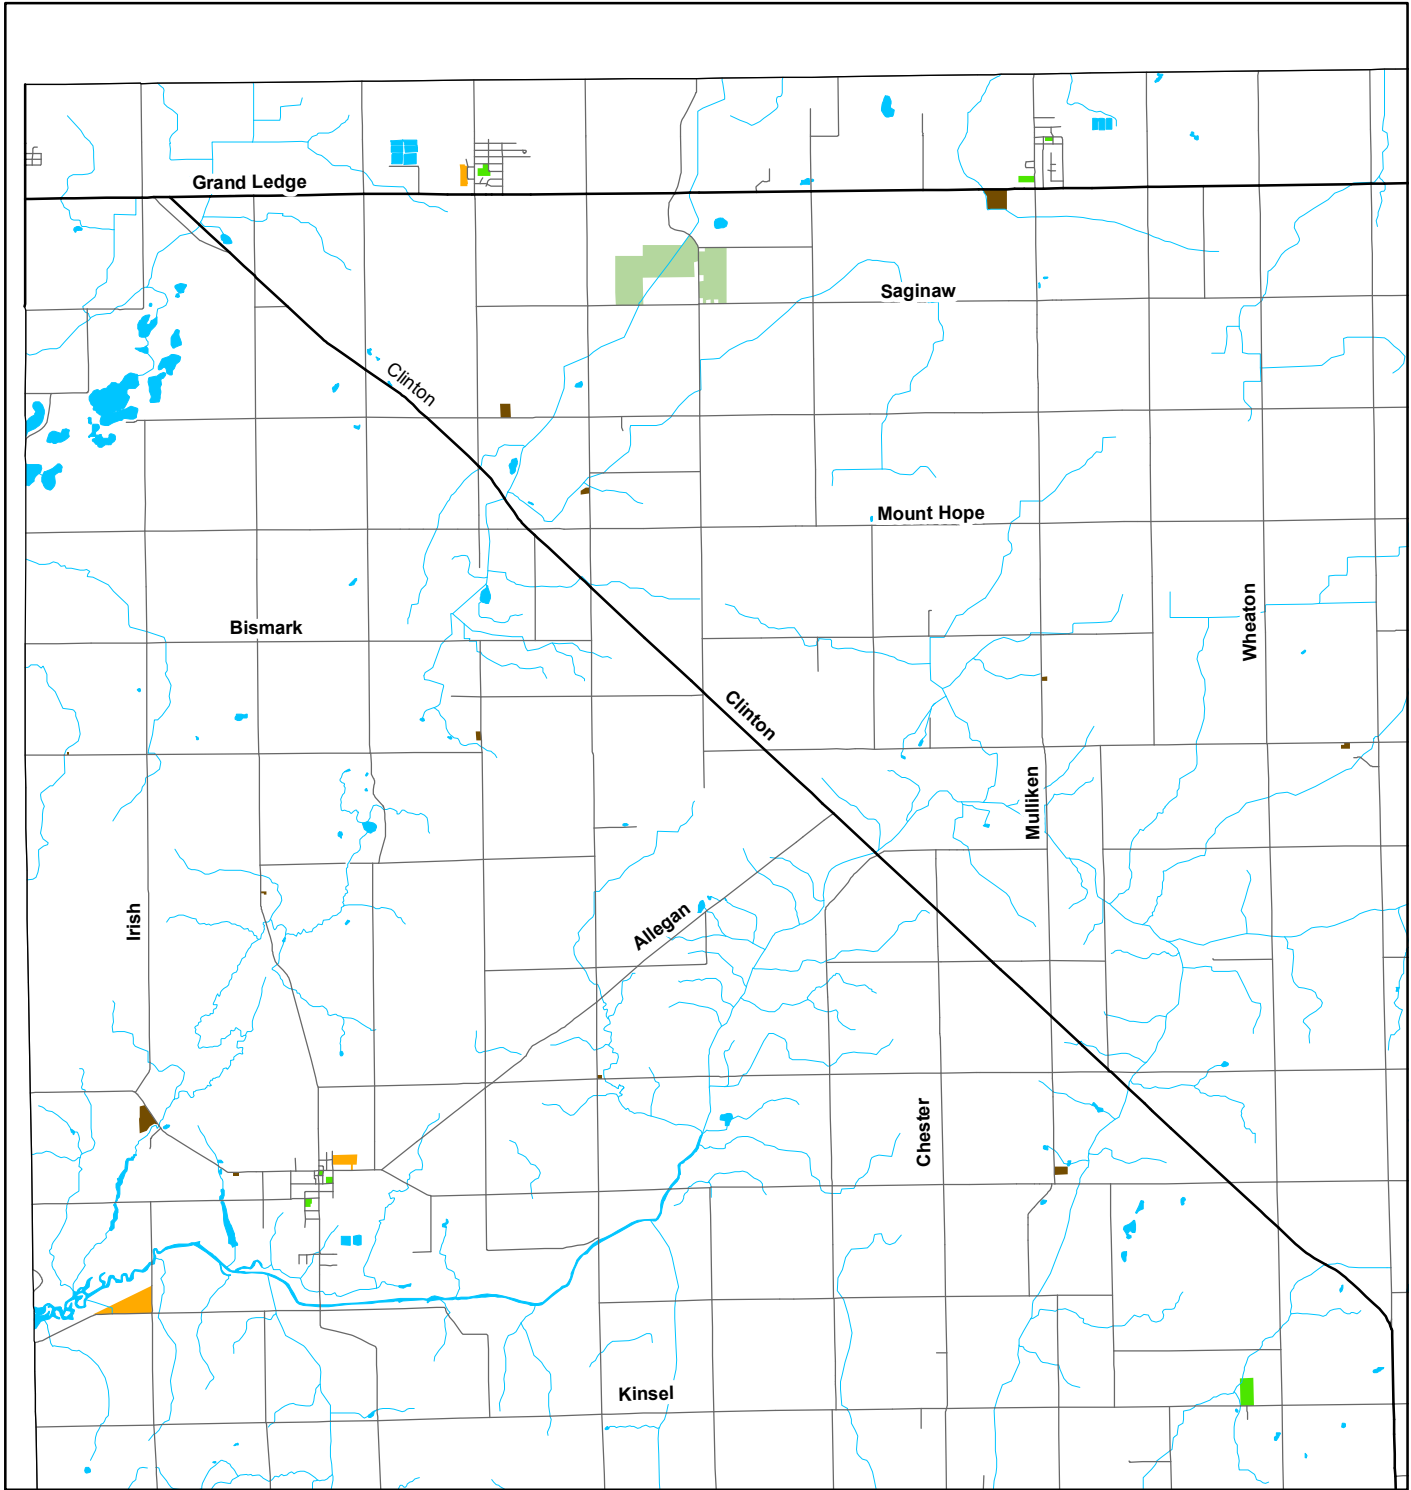 Grand Ledge
Saginaw
Clinton
Mount Hope
Bismark
Wheaton
Clinton
Mulliken
Irish
Allegan
Chester
Kinsel